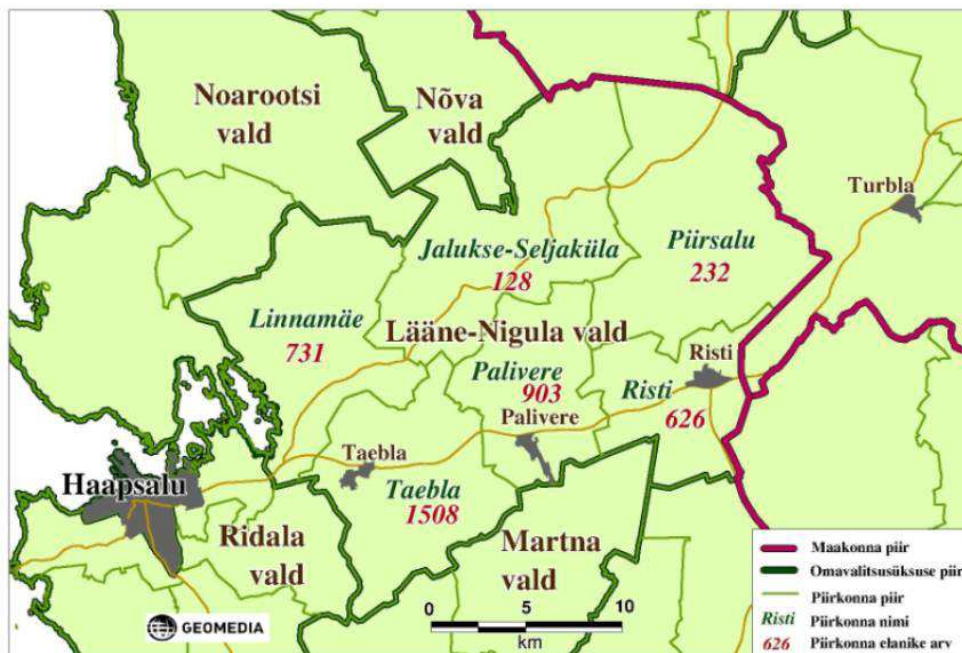 Noarootsi
vald
Nõva
vald
Turbla
Jalukse-Seljaküla
128
Piirsalu
232
Linnamäe
731
Lääne-Nigula vald
Palivere
903
Risti
Risti
626
Palivere
Taebla
Taebla
1508
Haapsalu
Ridala
vald
Martna
vald
0 5 10
km
GEOMEDIA
Maakonna piir
Omavalitsusüksuse piir
Piirkonna piir
Risti Piirkonna nimi
626 Piirkonna elanike arv